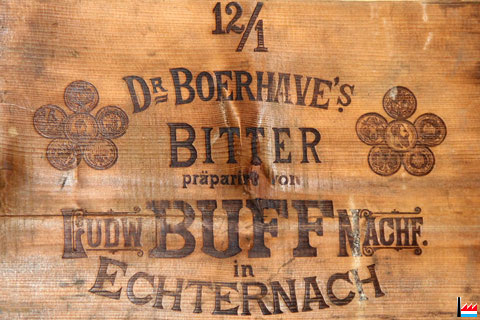 12/1
DR BOERHAVE'S
BITTER
präparirt von
LUDW BUFF NACHF.
in
ECHTERNACH